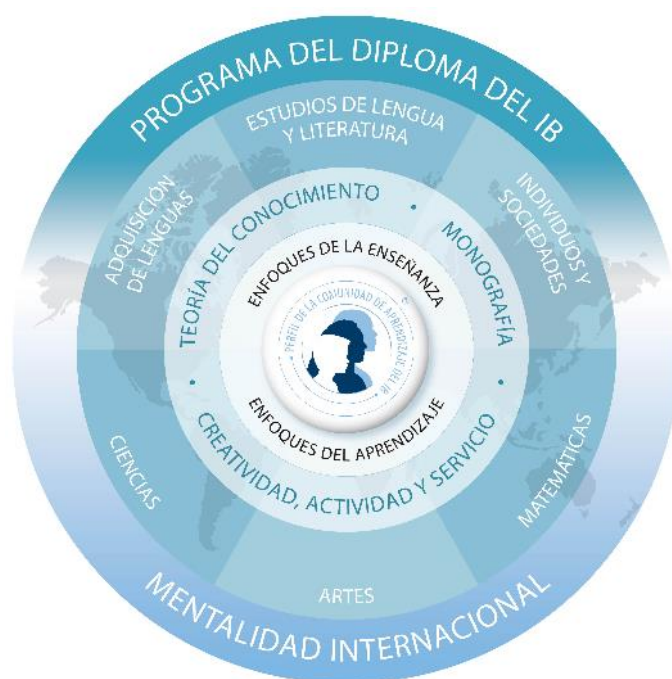 PROGRAMA DEL DIPLOMA DEL IB
ESTUDIOS DE LENGUA
Y LITERATURA
ADQUISICIÓN
DE LENGUAS
INDIVIDUOS Y
SOCIEDADES
TEORÍA DEL CONOCIMIENTO
•
MONOGRAFÍA
•
ENFOQUES DE LA ENSEÑANZA
PERFIL DE LA COMUNIDAD DE APRENDIZAJE DEL IB •
©
ENFOQUES DEL APRENDIZAJE
•
CREATIVIDAD, ACTIVIDAD Y SERVICIO
CIENCIAS
MATEMÁTICAS
ARTES
MENTALIDAD INTERNACIONAL